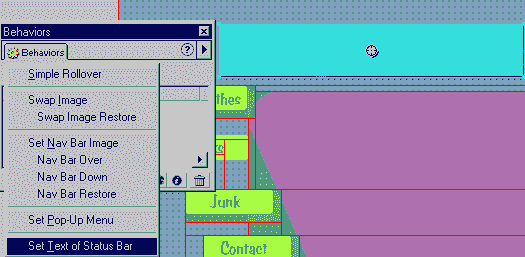 Behaviors
Behaviors
Simple Rollover
Swap Image
Swap Image Restore
Set Nav Bar Image
Nav Bar Over
Nav Bar Down
Nav Bar Restore
Set Pop-Up Menu
Set Text of Status Bar
thes
Junk
Contact